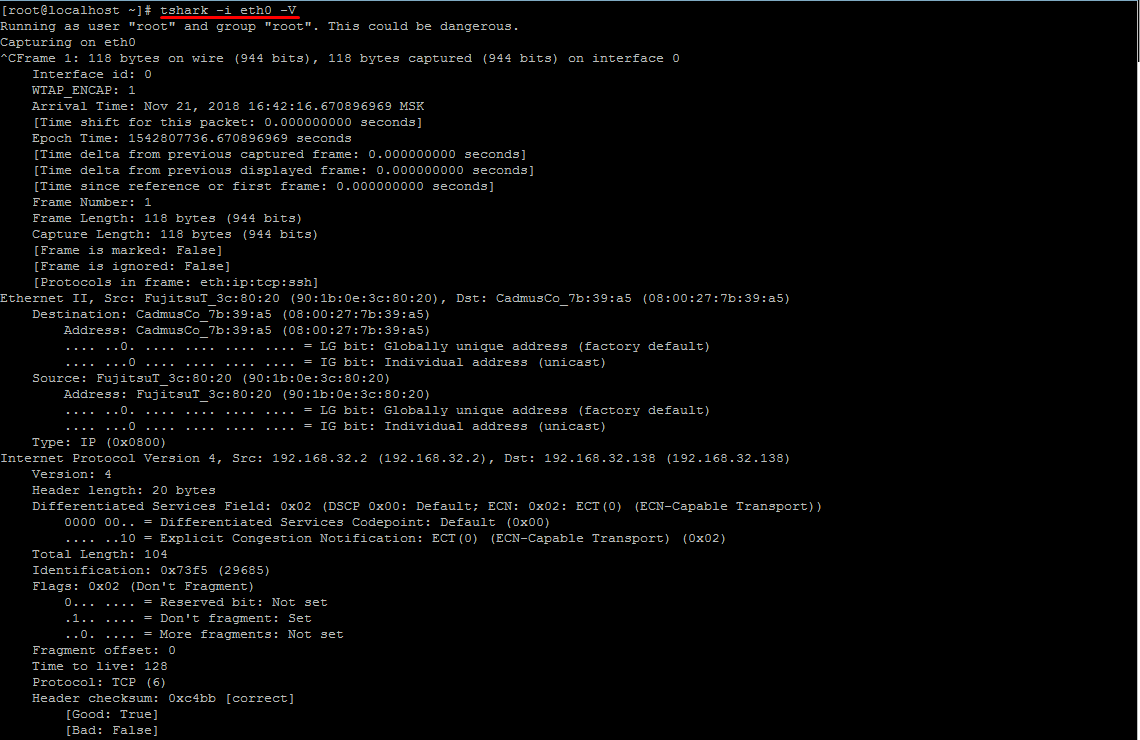 [root@localhost ~]# tshark -i eth0 -V
Running as user "root" and group "root". This could be dangerous.
Capturing on eth0
^CFrame 1: 118 bytes on wire (944 bits), 118 bytes captured (944 bits) on interface 0
    Interface id: 0
    WTAP_ENCAP: 1
    Arrival Time: Nov 21, 2018 16:42:16.670896969 MSK
    [Time shift for this packet: 0.000000000 seconds]
    Epoch Time: 1542807736.670896969 seconds
    [Time delta from previous captured frame: 0.000000000 seconds]
    [Time delta from previous displayed frame: 0.000000000 seconds]
    [Time since reference or first frame: 0.000000000 seconds]
    Frame Number: 1
    Frame Length: 118 bytes (944 bits)
    Capture Length: 118 bytes (944 bits)
    [Frame is marked: False]
    [Frame is ignored: False]
    [Protocols in frame: eth:ip:tcp:ssh]
Ethernet II, Src: FujitsuT_3c:80:20 (90:1b:0e:3c:80:20), Dst: CadmusCo_7b:39:a5 (08:00:27:7b:39:a5)
    Destination: CadmusCo_7b:39:a5 (08:00:27:7b:39:a5)
        Address: CadmusCo_7b:39:a5 (08:00:27:7b:39:a5)
        .... ..0. .... .... .... .... = LG bit: Globally unique address (factory default)
        .... ...0 .... .... .... .... = IG bit: Individual address (unicast)
    Source: FujitsuT_3c:80:20 (90:1b:0e:3c:80:20)
        Address: FujitsuT_3c:80:20 (90:1b:0e:3c:80:20)
        .... ..0. .... .... .... .... = LG bit: Globally unique address (factory default)
        .... ...0 .... .... .... .... = IG bit: Individual address (unicast)
    Type: IP (0x0800)
Internet Protocol Version 4, Src: 192.168.32.2 (192.168.32.2), Dst: 192.168.32.138 (192.168.32.138)
    Version: 4
    Header length: 20 bytes
    Differentiated Services Field: 0x02 (DSCP 0x00: Default; ECN: 0x02: ECT(0) (ECN-Capable Transport))
        0000 00.. = Differentiated Services Codepoint: Default (0x00)
        .... ..10 = Explicit Congestion Notification: ECT(0) (ECN-Capable Transport) (0x02)
    Total Length: 104
    Identification: 0x73f5 (29685)
    Flags: 0x02 (Don't Fragment)
        0... .... = Reserved bit: Not set
        .1.. .... = Don't fragment: Set
        ..0. .... = More fragments: Not set
    Fragment offset: 0
    Time to live: 128
    Protocol: TCP (6)
    Header checksum: 0xc4bb [correct]
        [Good: True]
        [Bad: False]